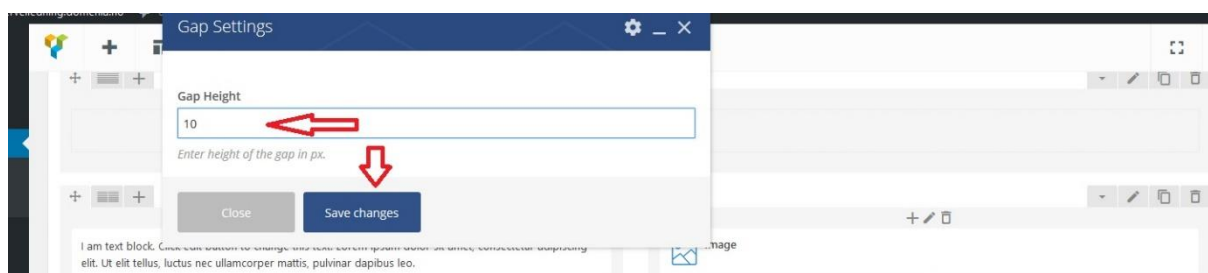 Gap Settings
Gap Height
10
Enter height of the gap in px.
Close
Save changes
I am text block. Click edit button to change this text. Lorem ipsum dolor sit amet, consectetur adipiscing
elit. Ut elit tellus, luctus nec ullamcorper mattis, pulvinar dapibus leo.
mage